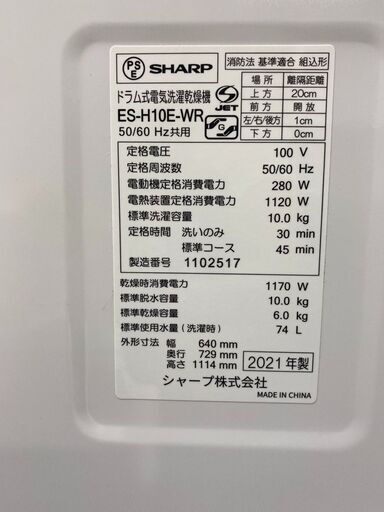 PSE
SHARP
ドラム式電気洗濯乾燥機
ES-H10E-WR
50/60 Hz共用
S JET
消防法 基準適合 組込形
場所 離隔距離
上方 20cm
前方 開放
左/右/後方 1cm
下方 0cm
定格電圧 100 V
定格周波数 50/60 Hz
電動機定格消費電力 280 W
電熱装置定格消費電力 1120 W
標準洗濯容量 10.0 kg
定格時間 洗いのみ 30 min
標準コース 45 min
製造番号 1102517
乾燥時消費電力 1170 W
標準脱水容量 10.0 kg
標準乾燥容量 6.0 kg
標準使用水量(洗濯時) 74 L
外形寸法 幅 640 mm
奥行 729 mm
高さ 1114 mm
2021年製
シャープ株式会社
MADE IN CHINA